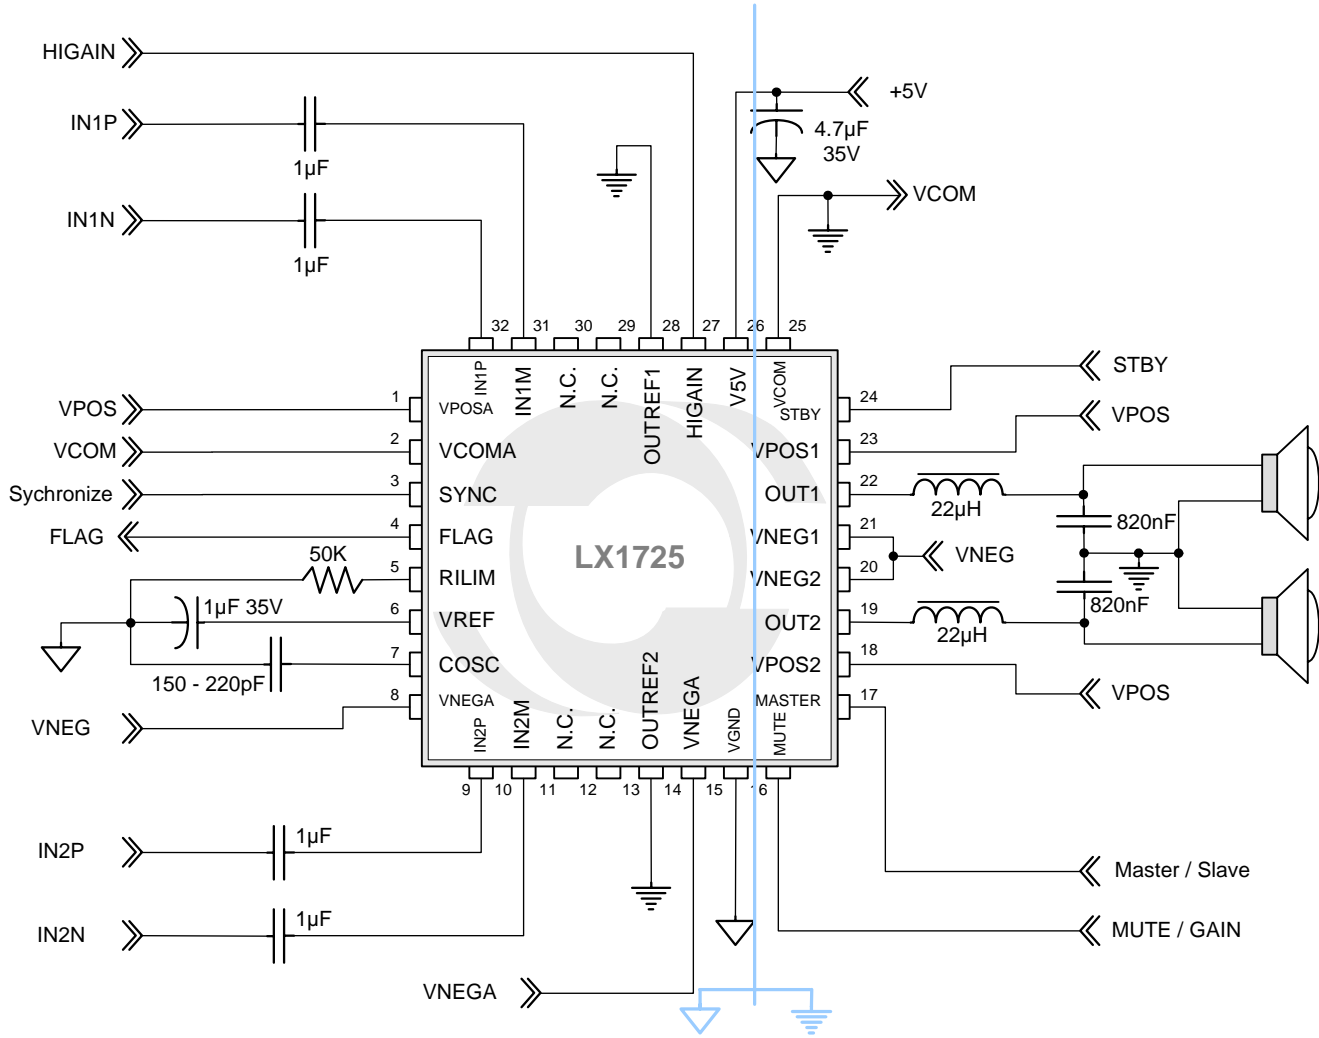 HIGAIN
+5V
IN1P
4.7µF
35V
1µF
VCOM
IN1N
1µF
32 31 30 29 28 27 26 25
IN1P IN1M N.C. N.C. OUTREF1 HIGAIN V5V VCOM
STBY
VPOS 1 VPOSA
STBY 24
VPOS
VCOM 2 VCOMA
VPOS1 23
Sychronize 3 SYNC
OUT1 22
22µH
820nF
FLAG 4 FLAG
VNEG1 21
LX1725
VNEG
50K
5 RILIM
VNEG2 20
820nF
1µF 35V
6 VREF
OUT2 19
22µH
150 - 220pF
7 COSC
VPOS2 18
VPOS
VNEG
8 VNEGA
MASTER 17
IN2P IN2M N.C. N.C. OUTREF2 VNEGA VGND MUTE
9 10 11 12 13 14 15 16
1µF
IN2P
Master / Slave
1µF
IN2N
MUTE / GAIN
VNEGA